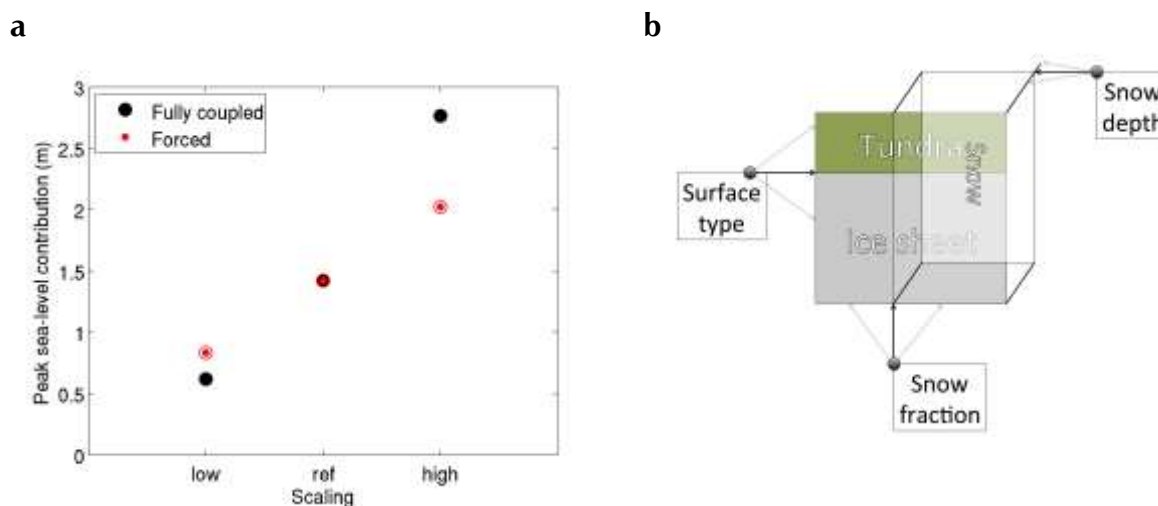 a
b
3
2.5
2
1.5
1
0.5
0
Peak sea-level contribution (m)
Fully coupled
Forced
low
ref
high
Scaling
Tundra
Snow
Ice sheet
Surface
type
Snow
depth
Snow
fraction